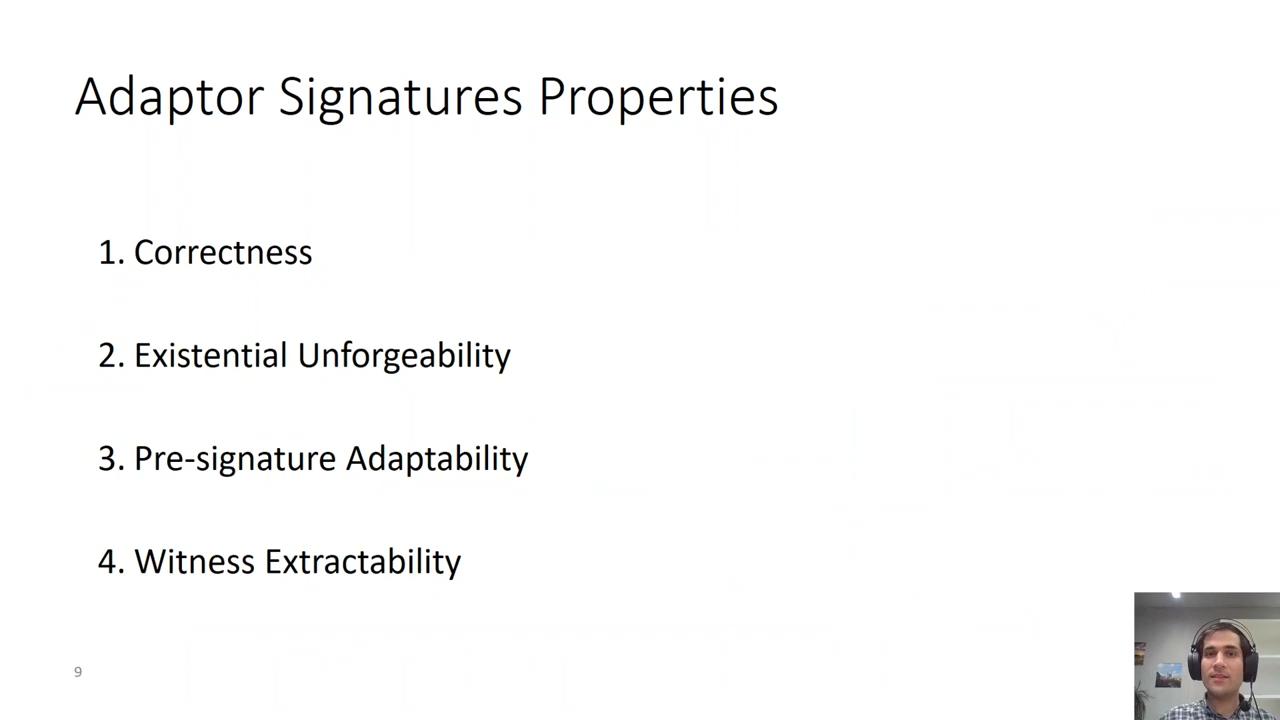 Adaptor Signatures Properties
1. Correctness
2. Existential Unforgeability
3. Pre-signature Adaptability
4. Witness Extractability
9